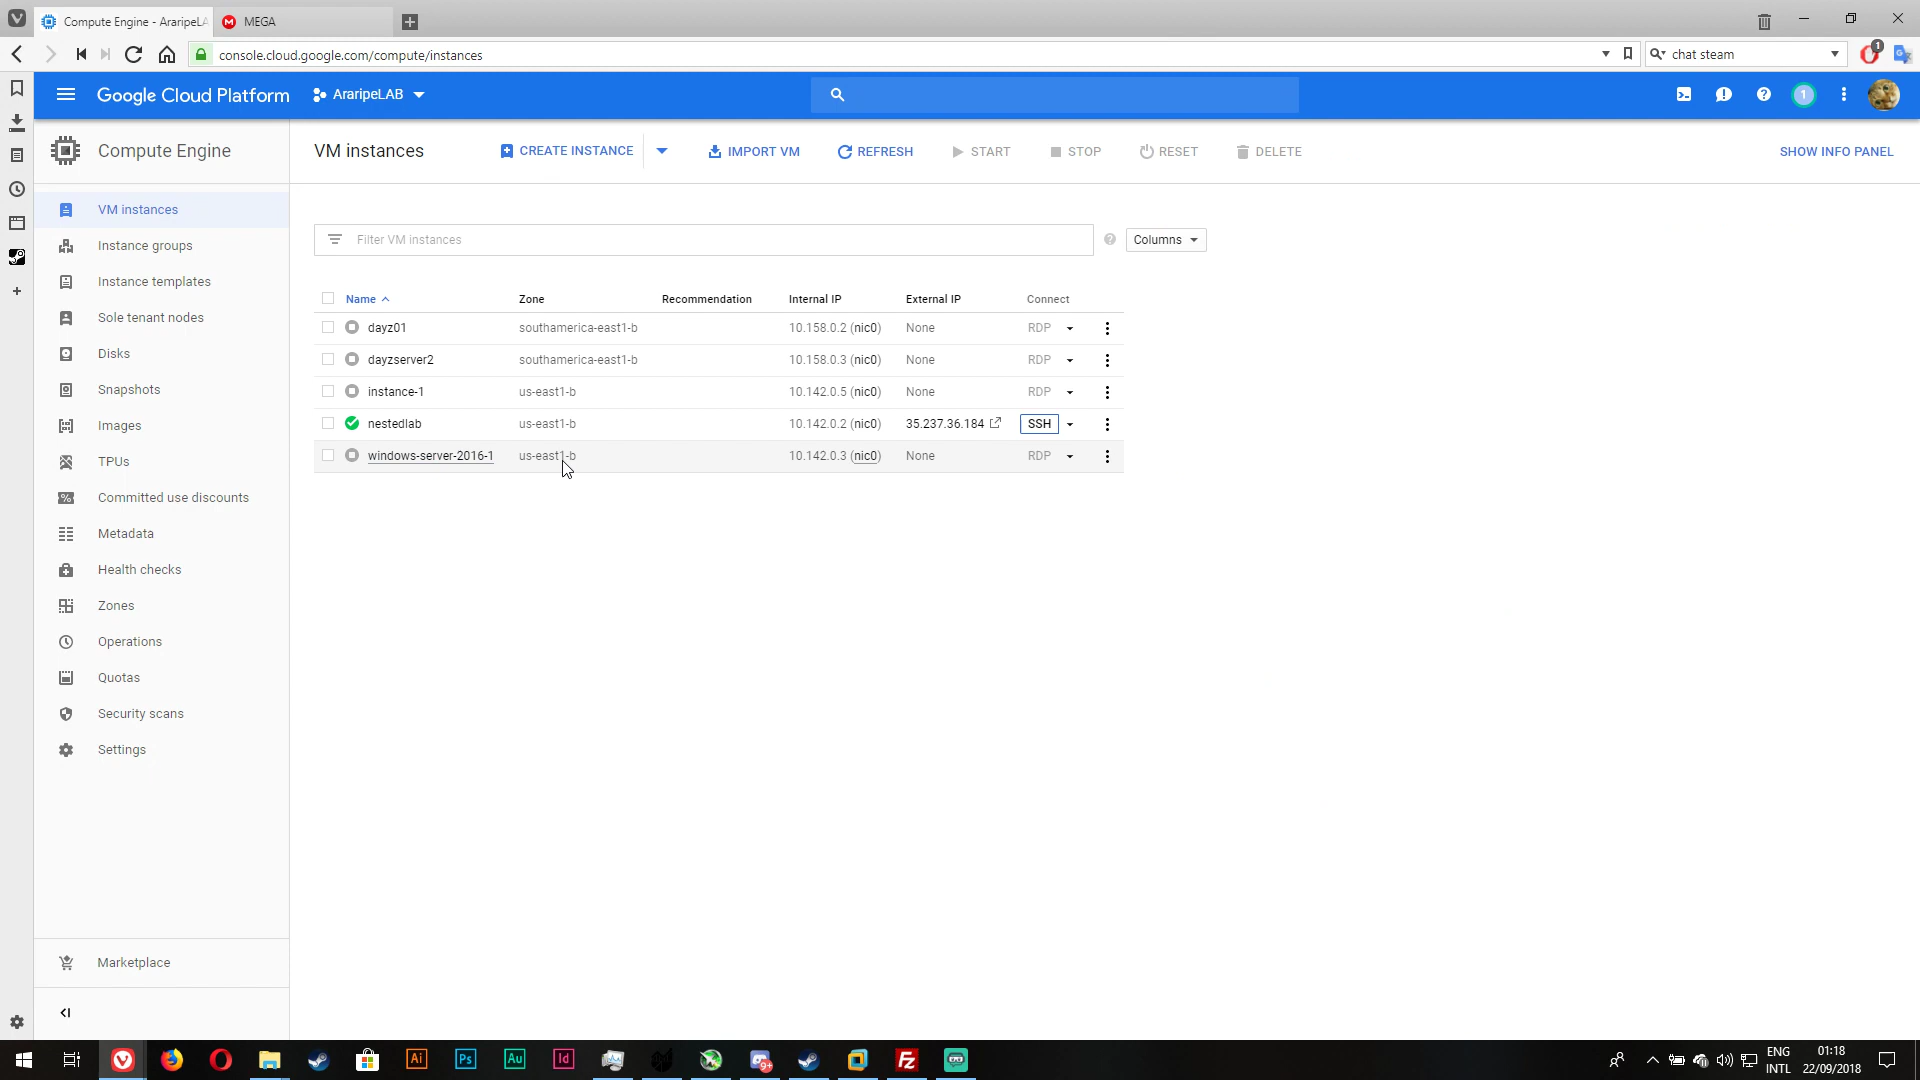 Compute Engine - AraripeLA
MEGA
console.cloud.google.com/compute/instances
chat steam
1
Google Cloud Platform
AraripeLAB
1
Compute Engine
VM instances
CREATE INSTANCE
IMPORT VM
REFRESH
START
STOP
RESET
DELETE
SHOW INFO PANEL
VM instances
Instance groups
Instance templates
Sole tenant nodes
Disks
Snapshots
Images
TPUs
Committed use discounts
Metadata
Health checks
Zones
Operations
Quotas
Security scans
Settings
Marketplace
Filter VM instances
Columns
Name Zone Recommendation Internal IP External IP Connect
dayz01 southamerica-east1-b 10.158.0.2 (nic0) None RDP
dayzserver2 southamerica-east1-b 10.158.0.3 (nic0) None RDP
instance-1 us-east1-b 10.142.0.5 (nic0) None RDP
nestedlab us-east1-b 10.142.0.2 (nic0) 35.237.36.184 SSH
windows-server-2016-1 us-east1-b 10.142.0.3 (nic0) None RDP
Ai
Ps
Au
Id
Fz
ENG
INTL
01:18
22/09/2018